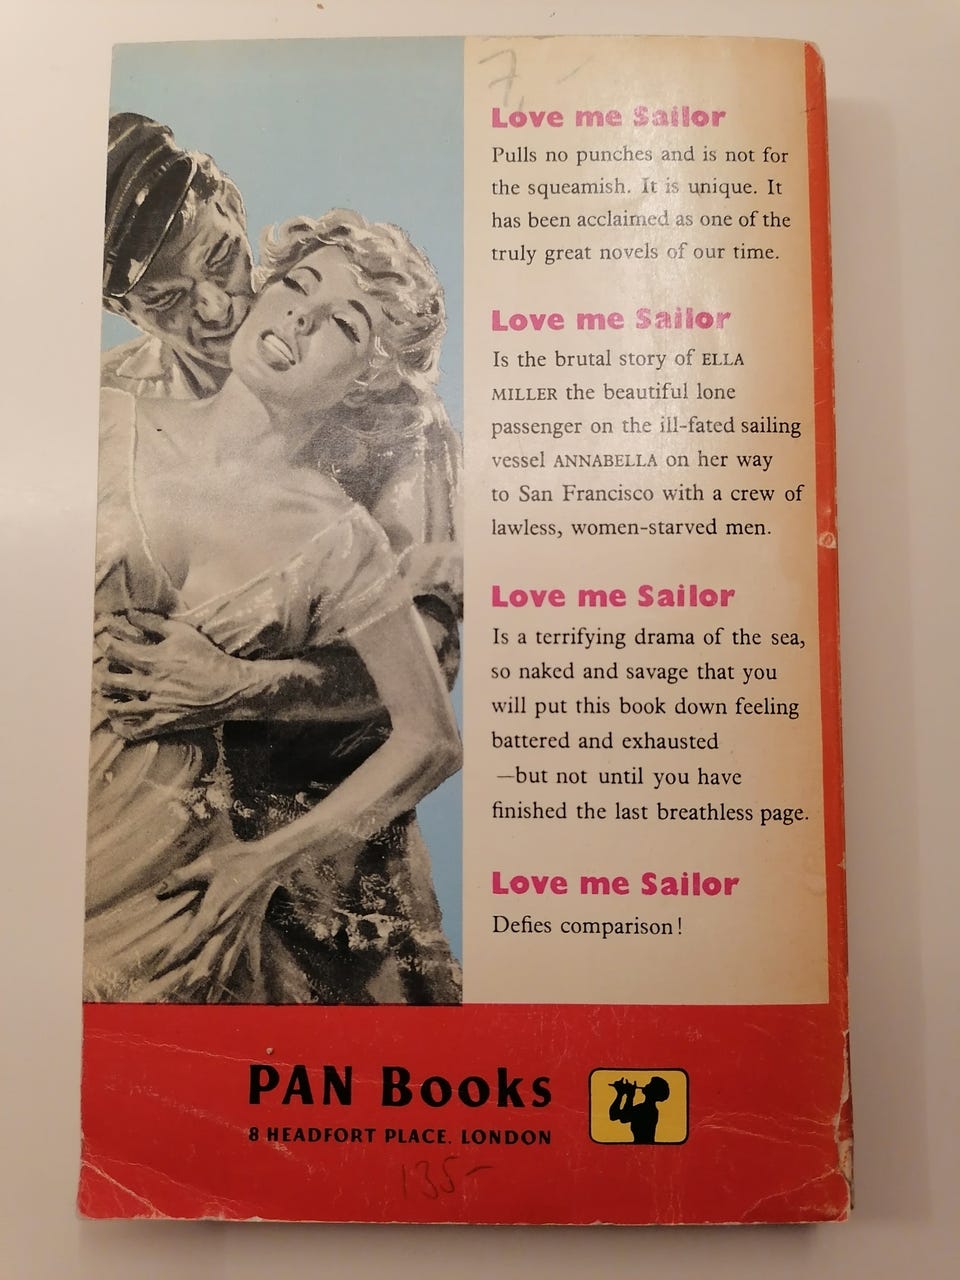 7,-
Love me Sailor
Pulls no punches and is not for
the squeamish. It is unique. It
has been acclaimed as one of the
truly great novels of our time.
Love me Sailor
Is the brutal story of ELLA
MILLER the beautiful lone
passenger on the ill-fated sailing
vessel ANNABELLA on her way
to San Francisco with a crew of
lawless, women-starved men.
Love me Sailor
Is a terrifying drama of the sea,
so naked and savage that you
will put this book down feeling
battered and exhausted
—but not until you have
finished the last breathless page.
Love me Sailor
Defies comparison!
PAN Books
8 HEADFORT PLACE. LONDON
135-